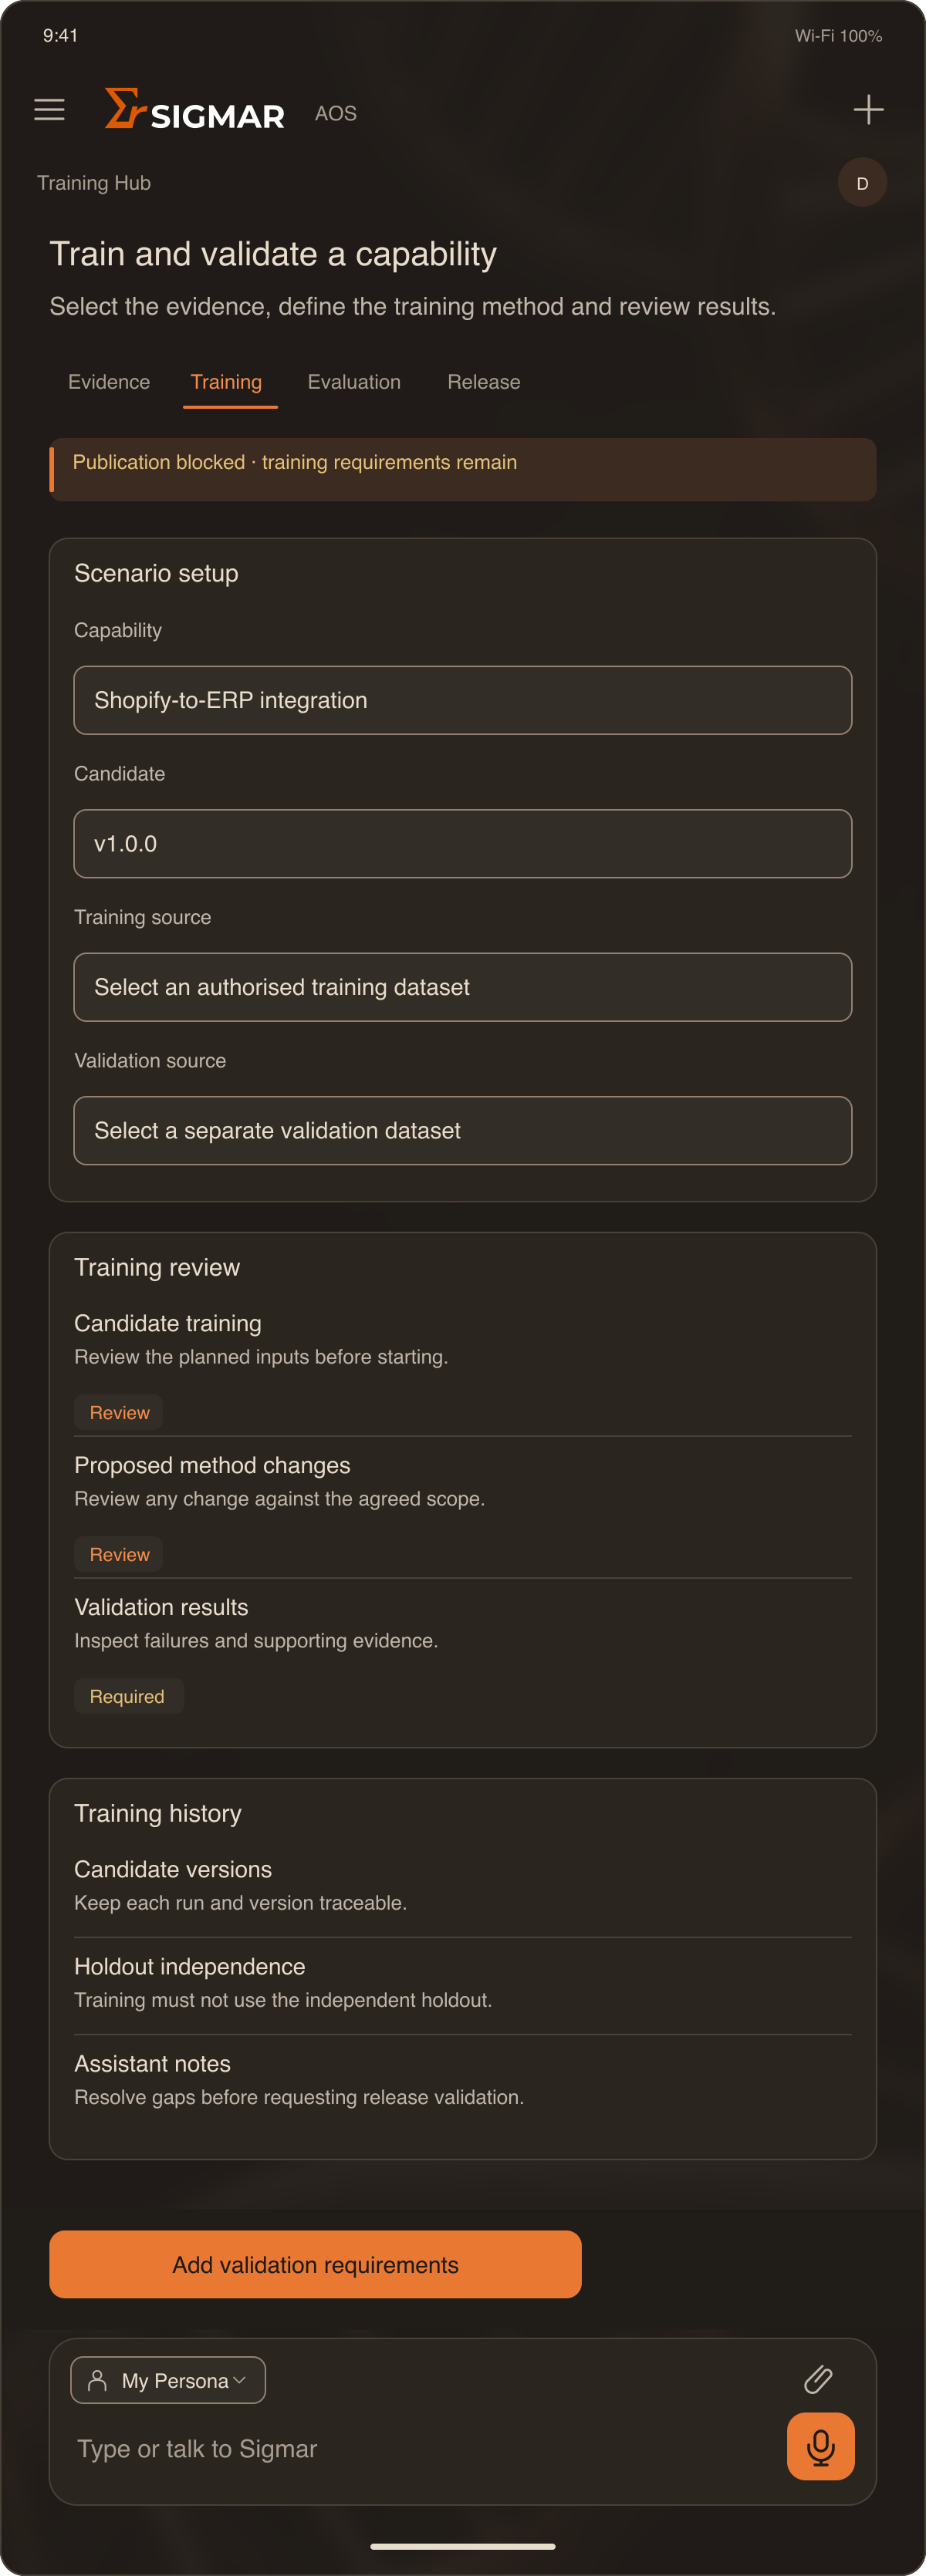 9:41
Wi-Fi 100%
Σr SIGMAR AOS
Training Hub
D
Train and validate a capability
Select the evidence, define the training method and review results.
Evidence Training Evaluation Release
Publication blocked · training requirements remain
Scenario setup
Capability
Shopify-to-ERP integration
Candidate
v1.0.0
Training source
Select an authorised training dataset
Validation source
Select a separate validation dataset
Training review
Candidate training
Review the planned inputs before starting.
Review
Proposed method changes
Review any change against the agreed scope.
Review
Validation results
Inspect failures and supporting evidence.
Required
Training history
Candidate versions
Keep each run and version traceable.
Holdout independence
Training must not use the independent holdout.
Assistant notes
Resolve gaps before requesting release validation.
Add validation requirements
My Persona
Type or talk to Sigmar